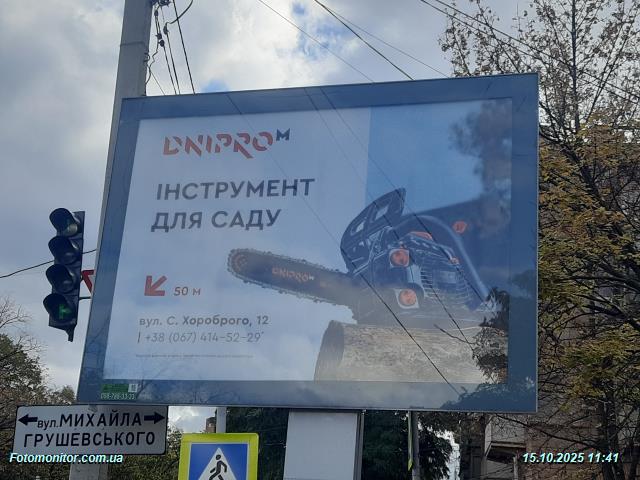 DNIPRO M
ІНСТРУМЕНТ
ДЛЯ САДУ
DNIPRO M
50 м
вул. С. Хороброго, 12
+38 (067) 414-52-29*
вул. МИХАЙЛА
ГРУШЕВСЬКОГО
Fotomonitor.com.ua
15.10.2025 11:41